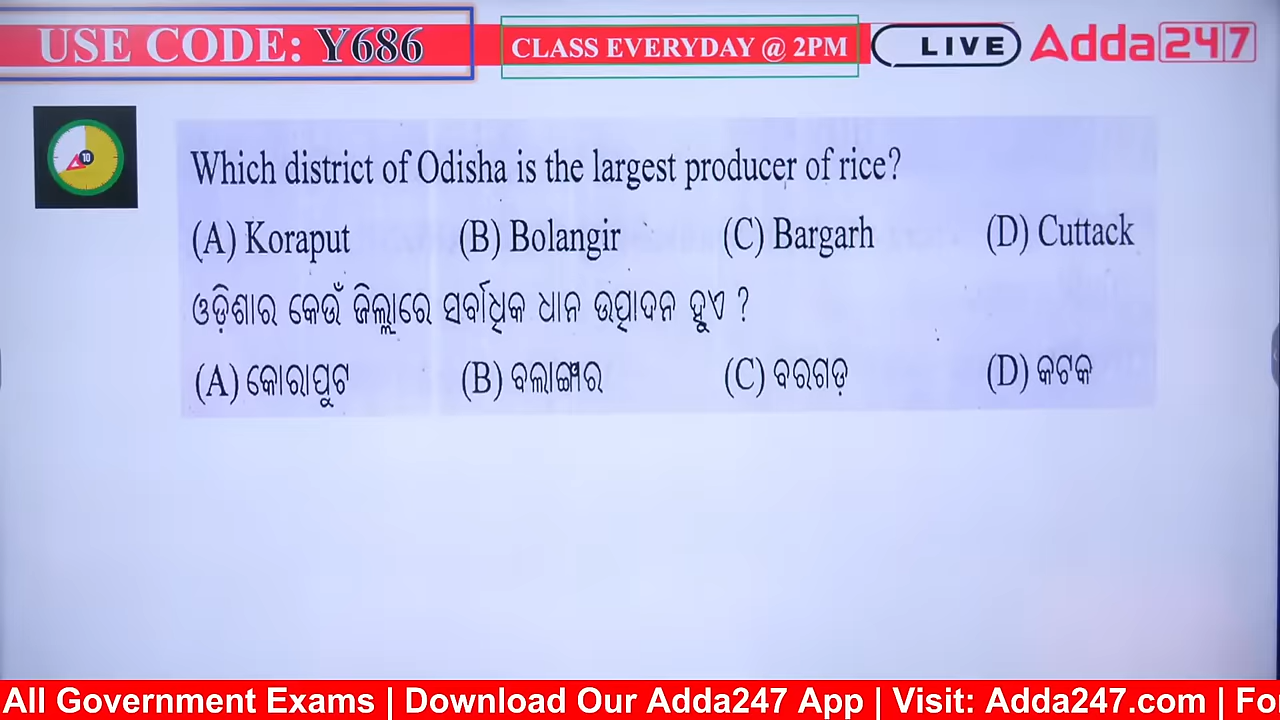 USE CODE: Y686
CLASS EVERYDAY @ 2PM
LIVE
Adda247
10
Which district of Odisha is the largest producer of rice?
(A) Koraput (B) Bolangir (C) Bargarh (D) Cuttack
ଓଡ଼ିଶାର କେଉଁ ଜିଲ୍ଲାରେ ସର୍ବାଧିକ ଧାନ ଉତ୍ପାଦନ ହୁଏ ?
(A) କୋରାପୁଟ (B) ବଲାଙ୍ଗୀର (C) ବରଗଡ଼ (D) କଟକ
All Government Exams | Download Our Adda247 App | Visit: Adda247.com | Fo